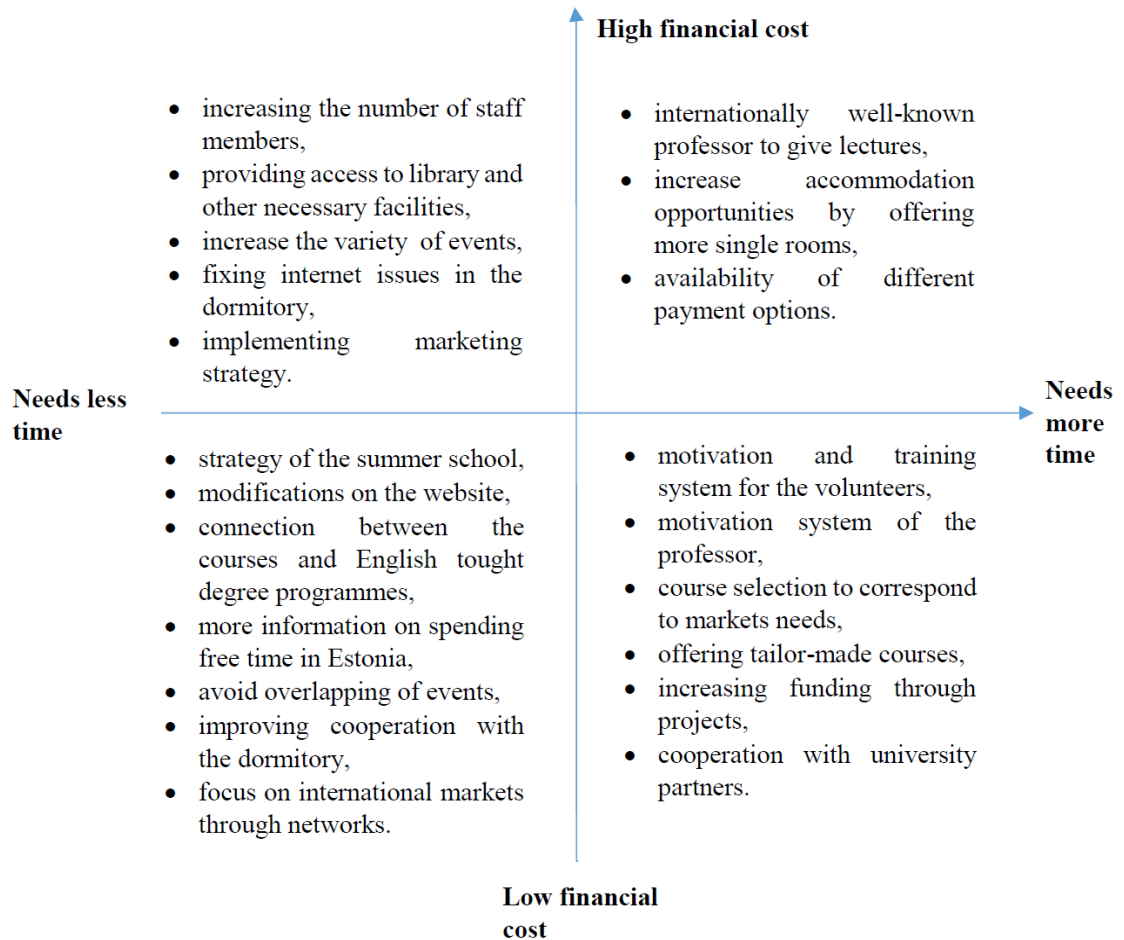 High financial cost
• increasing the number of staff
members,
• providing access to library and
other necessary facilities,
• increase the variety of events,
• fixing internet issues in the
dormitory,
• implementing marketing
strategy.
• internationally well-known
professor to give lectures,
• increase accommodation
opportunities by offering
more single rooms,
• availability of different
payment options.
Needs less
time
Needs
more
time
• strategy of the summer school,
• modifications on the website,
• connection between the
courses and English tought
degree programmes,
• more information on spending
free time in Estonia,
• avoid overlapping of events,
• improving cooperation with
the dormitory,
• focus on international markets
through networks.
• motivation and training
system for the volunteers,
• motivation system of the
professor,
• course selection to correspond
to markets needs,
• offering tailor-made courses,
• increasing funding through
projects,
• cooperation with university
partners.
Low financial
cost